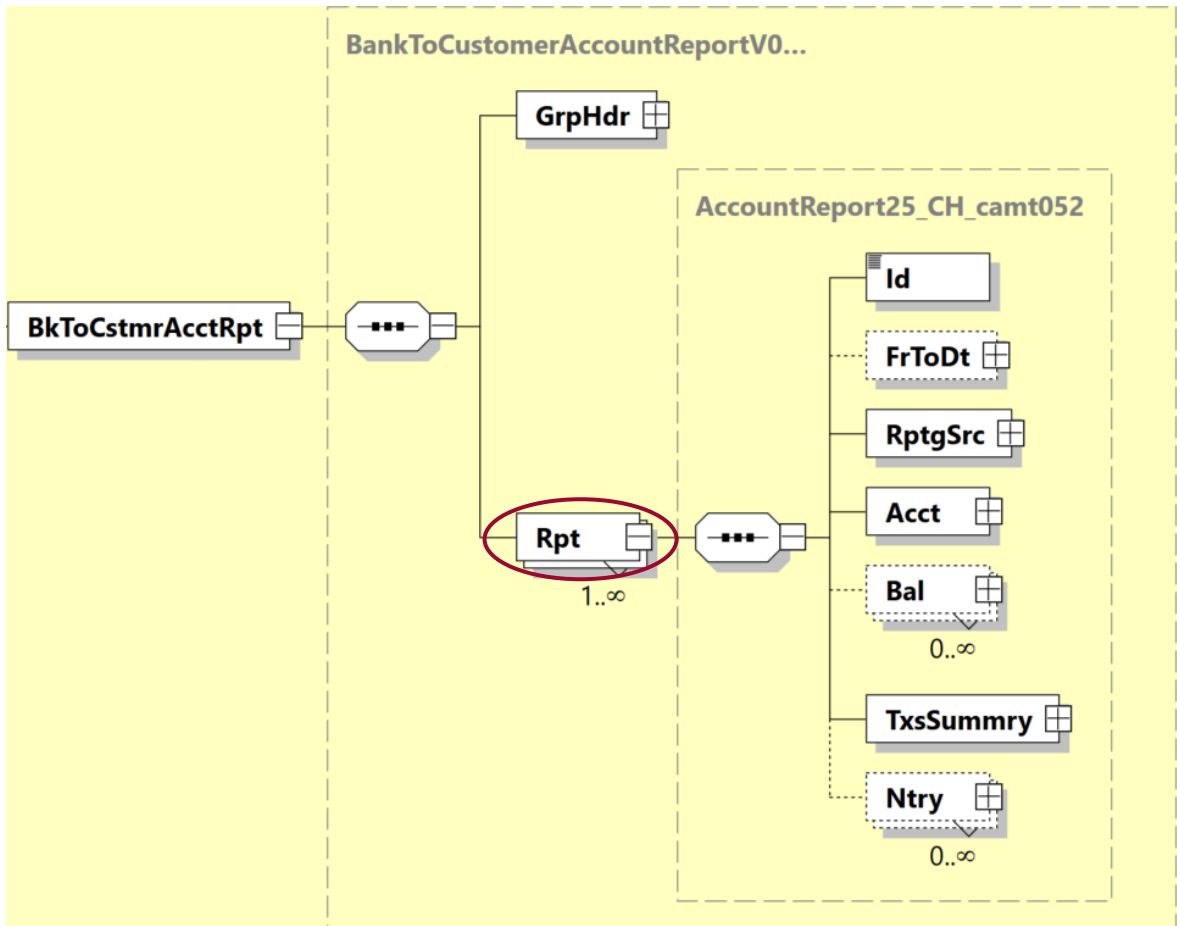 BankToCustomerAccountReportV0...
GrpHdr
AccountReport25_CH_camt052
Id
FrToDt
BkToCstmrAcctRpt
RptgSrc
Acct
Rpt
1..∞
Bal
0..∞
TxsSummry
Ntry
0..∞